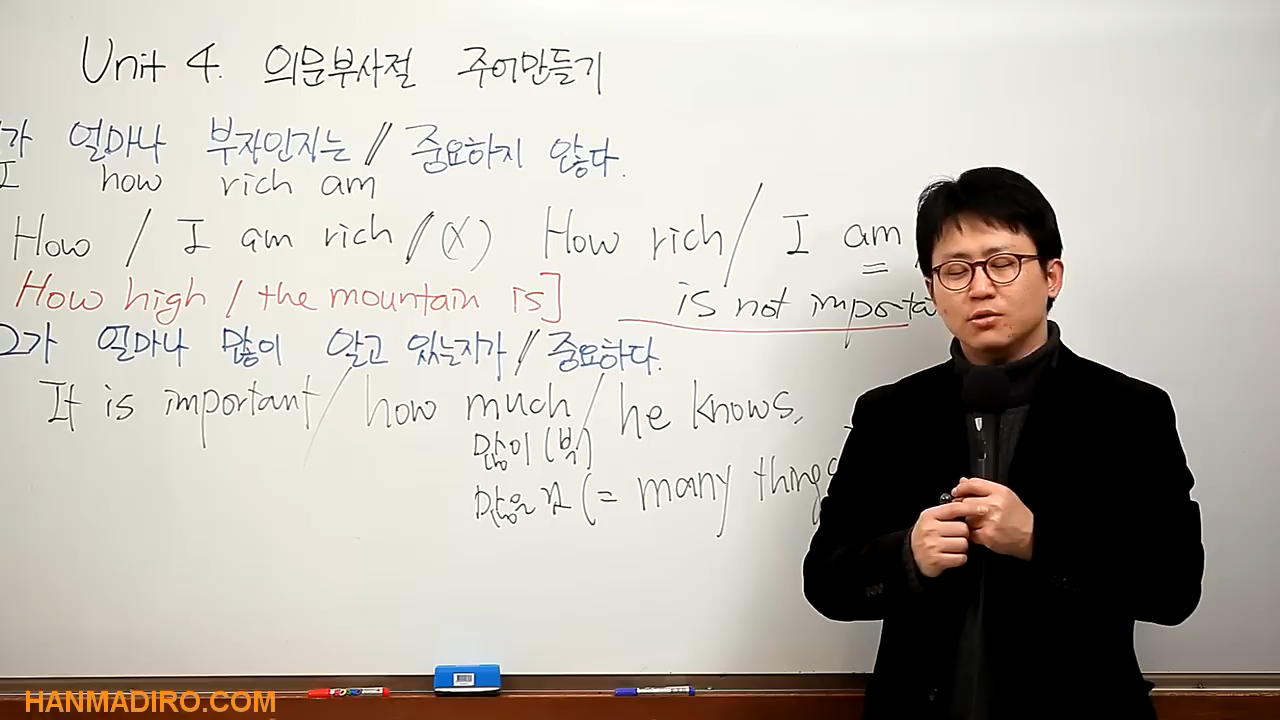 Unit 4. 의문부사절 주어만들기
가 얼마나 부자인지는 // 중요하지 않다.
I how rich am
How / I am rich // (X) How rich / I am
How high / the mountain is] is not importa
그가 얼마나 많이 알고 있는지가 // 중요하다.
It is important / how much / he knows.
많이 (부)
많은 것 (= many things
HANMADIRO.COM